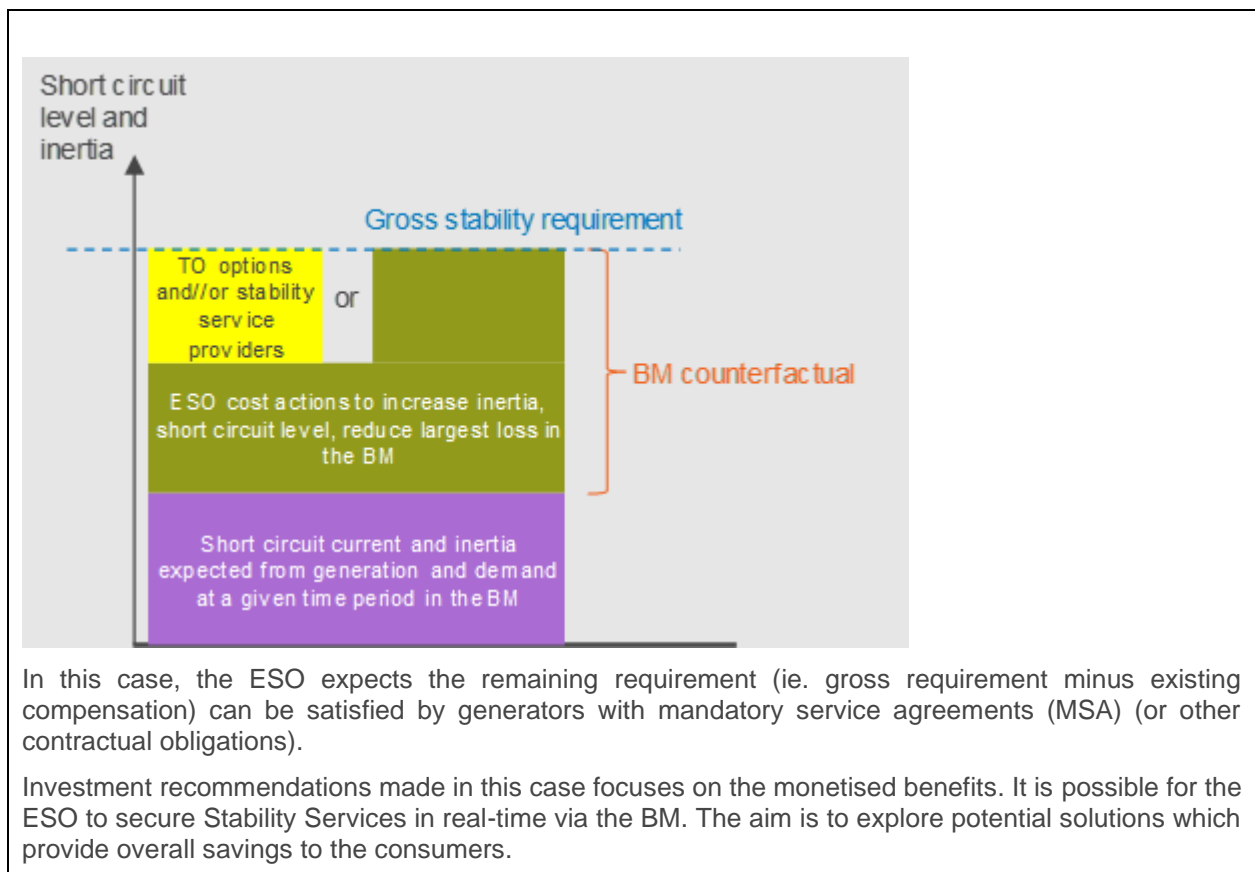 Short circuit
level and
inertia
Gross stability requirement
TO options
and//or stability
service
providers
or
BM counterfactual
ESO cost actions to increase inertia,
short circuit level, reduce largest loss in
the BM
Short circuit current and inertia
expected from generation and demand
at a given time period in the BM
In this case, the ESO expects the remaining requirement (ie. gross requirement minus existing
compensation) can be satisfied by generators with mandatory service agreements (MSA) (or other
contractual obligations).
Investment recommendations made in this case focuses on the monetised benefits. It is possible for the
ESO to secure Stability Services in real-time via the BM. The aim is to explore potential solutions which
provide overall savings to the consumers.